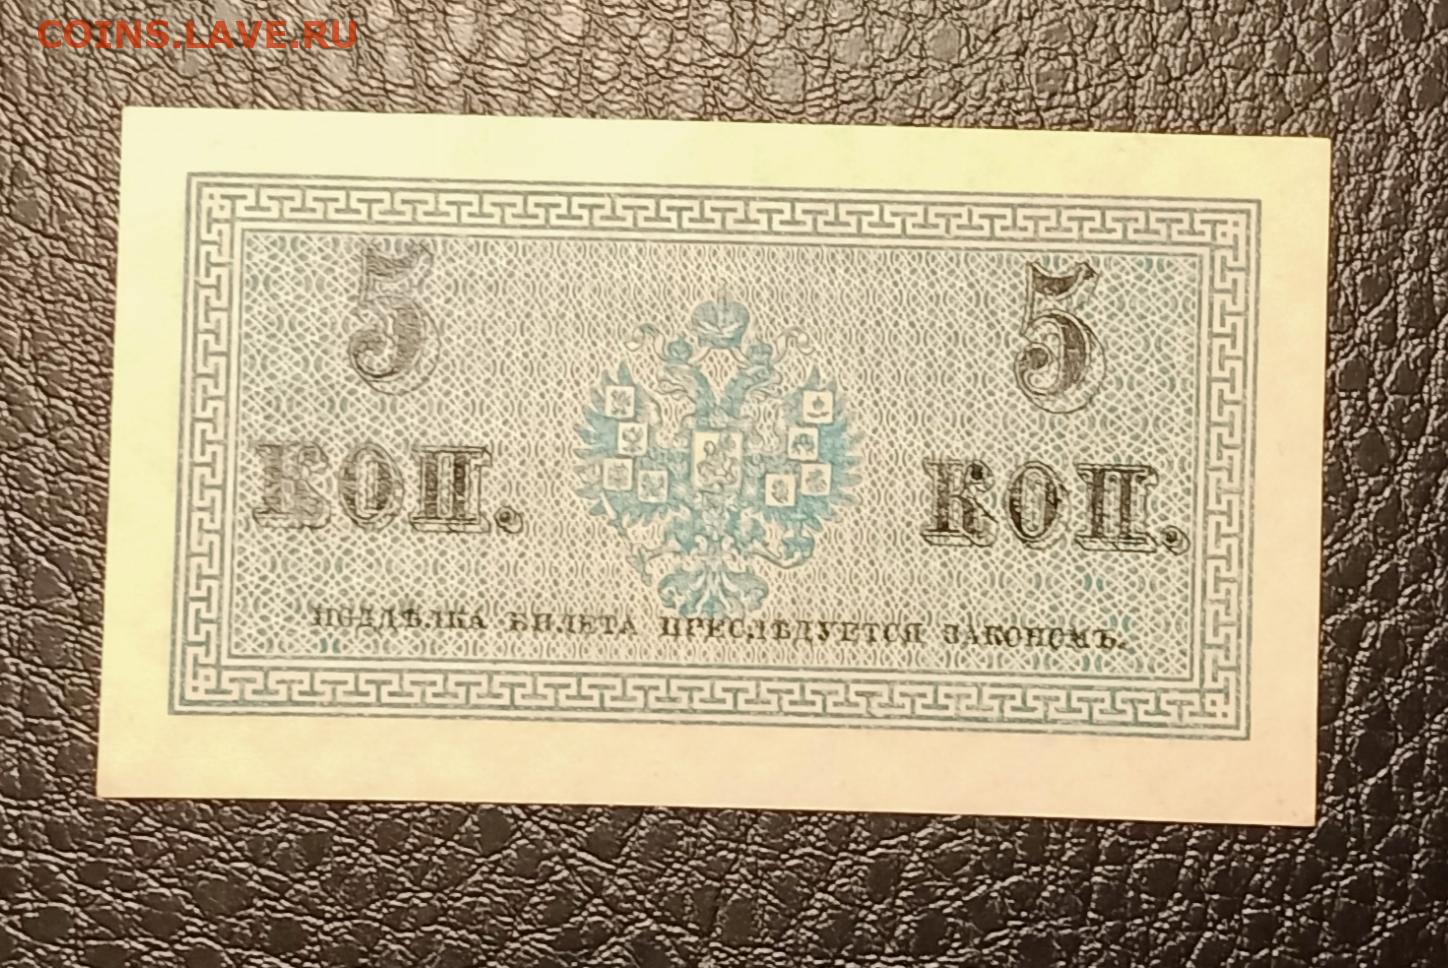 COINS.LAVE.RU
5 5
КОП. КОП.
ПОДДѢЛКА БИЛЕТА ПРЕСЛѢДУЕТСЯ ЗАКОНОМЪ.